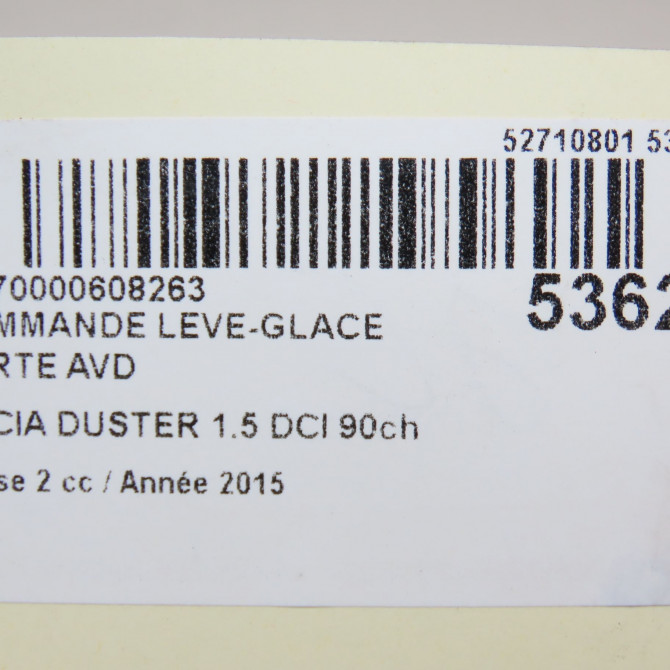 52710801 53
70000608263
5362
MMANDE LEVE-GLACE
RTE AVD
CIA DUSTER 1.5 DCI 90ch
se 2 cc / Année 2015